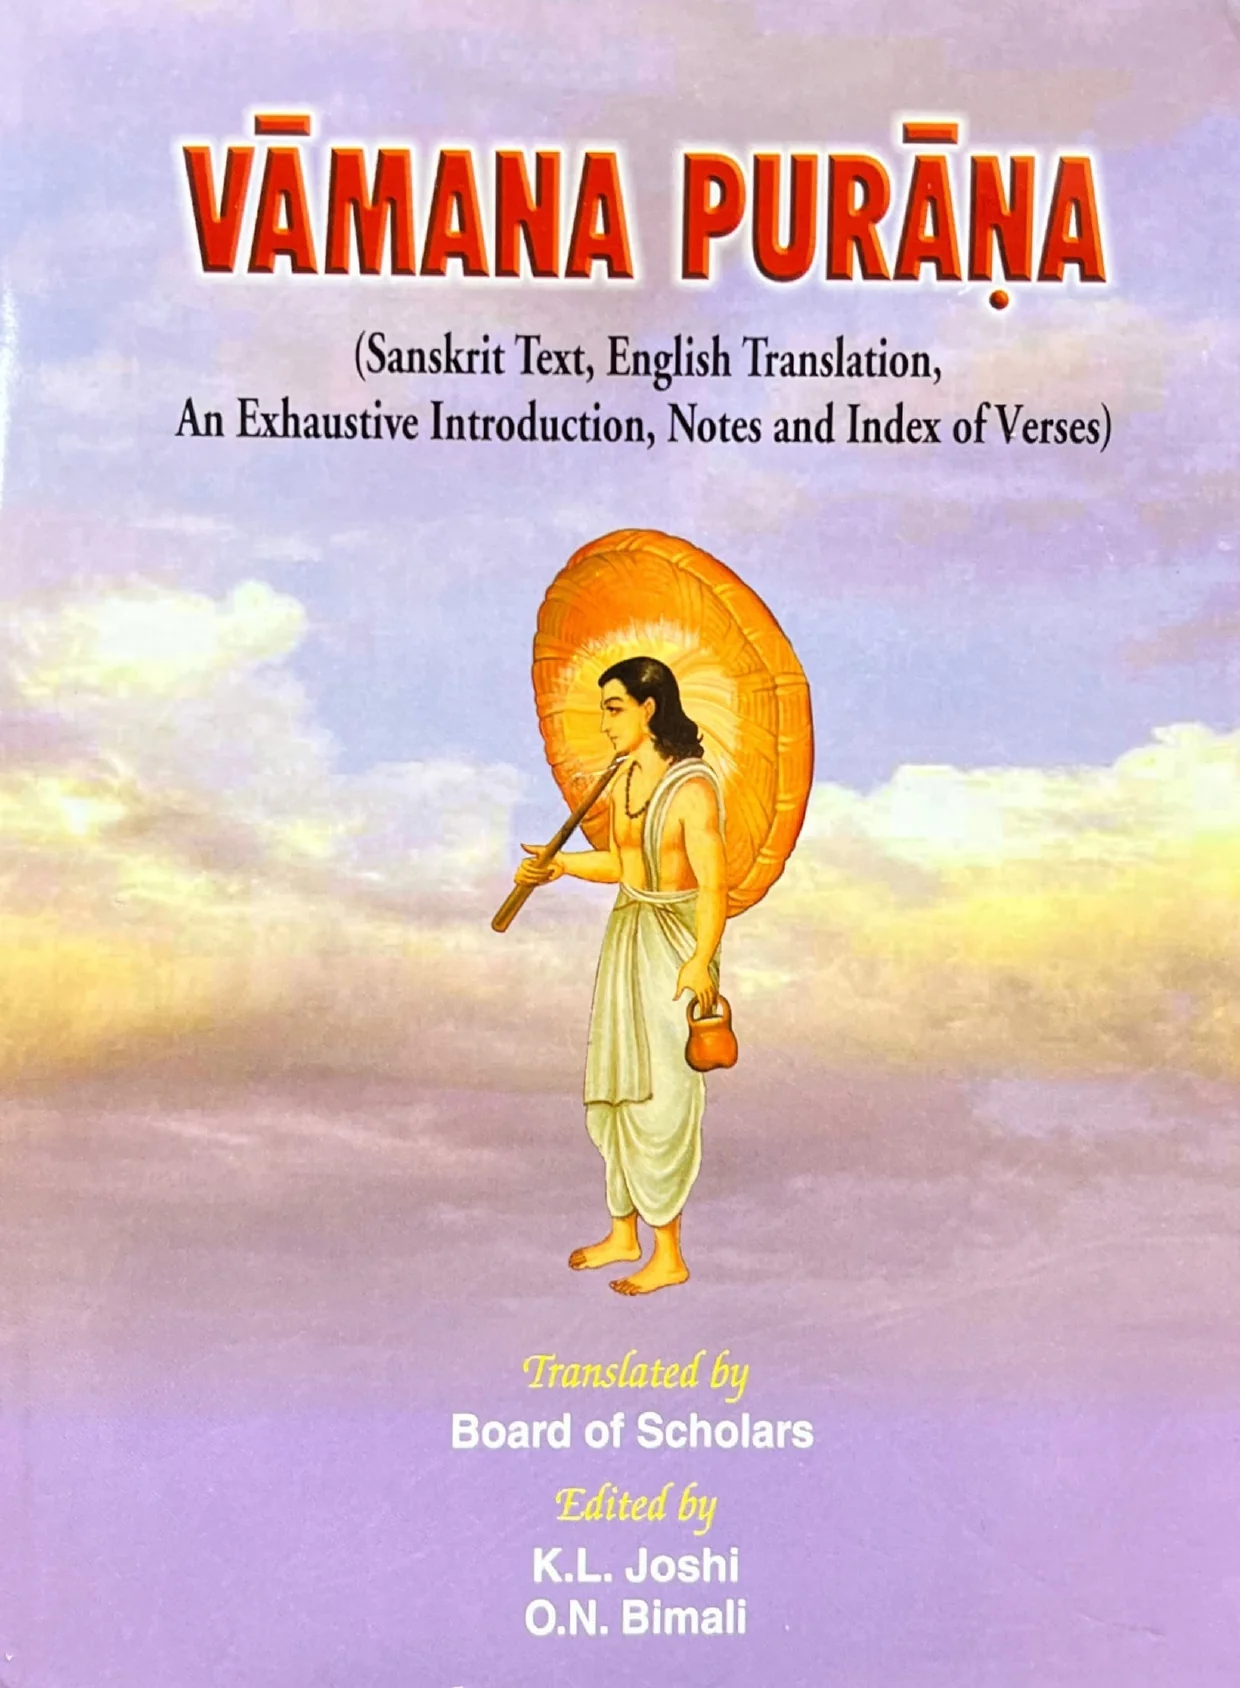 VĀMANA PURĀṆA
(Sanskrit Text, English Translation,
An Exhaustive Introduction, Notes and Index of Verses)
Translated by
Board of Scholars
Edited by
K.L. Joshi
O.N. Bimali